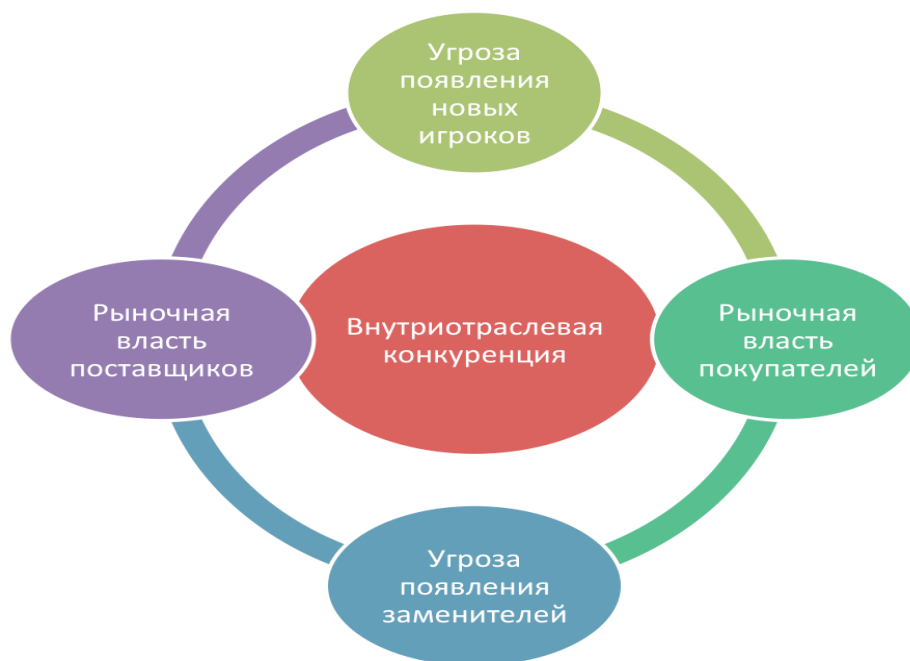 Угроза
появления
новых
игроков
Рыночная
власть
поставщиков
Внутриотраслевая
конкуренция
Рыночная
власть
покупателей
Угроза
появления
заменителей